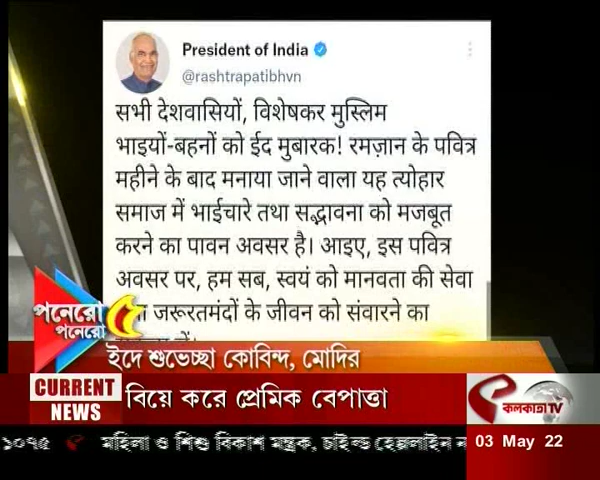 President of India
@rashtrapatibhvn
सभी देशवासियों, विशेषकर मुस्लिम
भाइयों-बहनों को ईद मुबारक! रमज़ान के पवित्र
महीने के बाद मनाया जाने वाला यह त्योहार
समाज में भाईचारे तथा सद्भावना को मजबूत
करने का पावन अवसर है। आइए, इस पवित्र
अवसर पर, हम सब, स्वयं को मानवता की सेवा
जरूरतमंदों के जीवन को संवारने का
পনেরো ৫
পনেরো
ইদে শুভেচ্ছা কোবিন্দ, মোদির
CURRENT
NEWS
বিয়ে করে প্রেমিক বেপাত্তা
কলকাতা TV
১০৭৫
মহিলা ও শিশু বিকাশ মন্ত্রক, চাইল্ড হেল্পলাইন
03 May 22